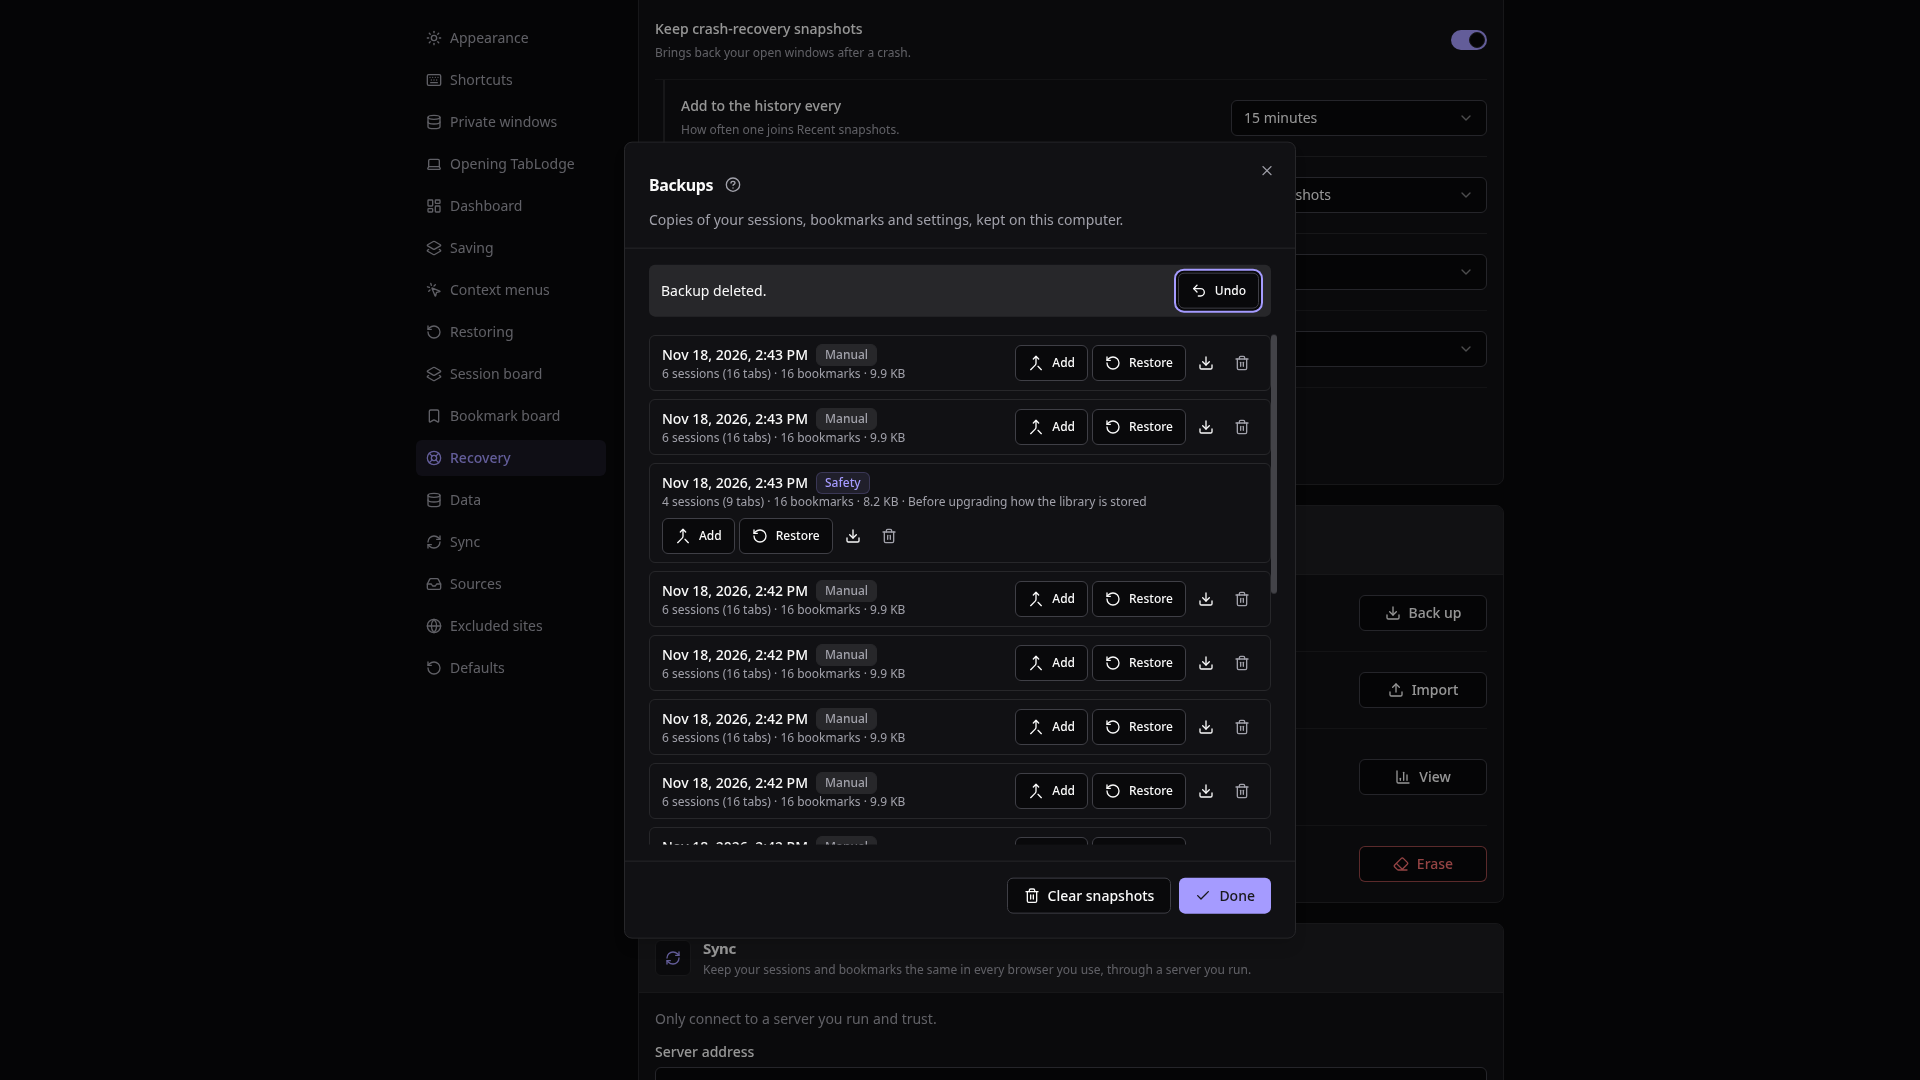 Appearance
Shortcuts
Private windows
Opening TabLodge
Dashboard
Saving
Context menus
Restoring
Session board
Bookmark board
Recovery
Data
Sync
Sources
Excluded sites
Defaults
Keep crash-recovery snapshots
Brings back your open windows after a crash.
Add to the history every
How often one joins Recent snapshots.
15 minutes
shots
Backups
Copies of your sessions, bookmarks and settings, kept on this computer.
Backup deleted.
Undo
Nov 18, 2026, 2:43 PM Manual
6 sessions (16 tabs) · 16 bookmarks · 9.9 KB
Add Restore
Nov 18, 2026, 2:43 PM Manual
6 sessions (16 tabs) · 16 bookmarks · 9.9 KB
Add Restore
Nov 18, 2026, 2:43 PM Safety
4 sessions (9 tabs) · 16 bookmarks · 8.2 KB · Before upgrading how the library is stored
Add Restore
Nov 18, 2026, 2:42 PM Manual
6 sessions (16 tabs) · 16 bookmarks · 9.9 KB
Add Restore
Nov 18, 2026, 2:42 PM Manual
6 sessions (16 tabs) · 16 bookmarks · 9.9 KB
Add Restore
Nov 18, 2026, 2:42 PM Manual
6 sessions (16 tabs) · 16 bookmarks · 9.9 KB
Add Restore
Nov 18, 2026, 2:42 PM Manual
6 sessions (16 tabs) · 16 bookmarks · 9.9 KB
Add Restore
Clear snapshots
Done
Back up
Import
View
Erase
Sync
Keep your sessions and bookmarks the same in every browser you use, through a server you run.
Only connect to a server you run and trust.
Server address